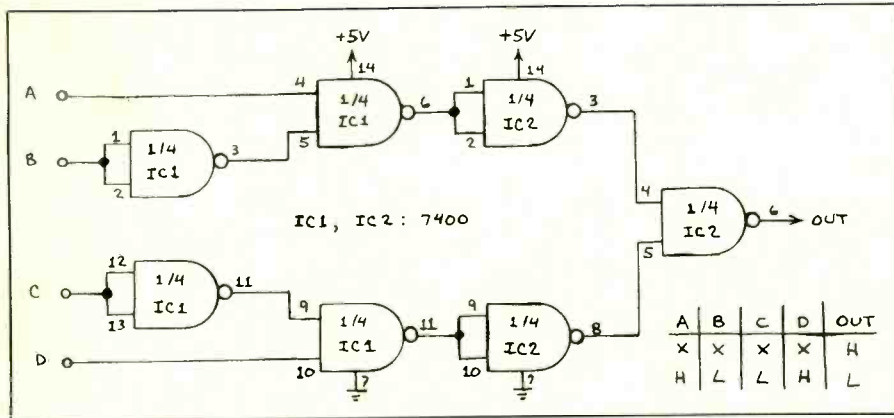 +5V +5V
14 14
A 4 1/4 IC1 6 1 1/4 IC2 3
5 2
B 1 1/4 IC1 3
2
4 1/4 IC2 6 OUT
5
IC1, IC2: 7400
C 12 1/4 IC1 11
13
9 1/4 IC1 11 9 1/4 IC2 8
D 10 10
7 7
A B C D OUT
X X X X H
H L L H L